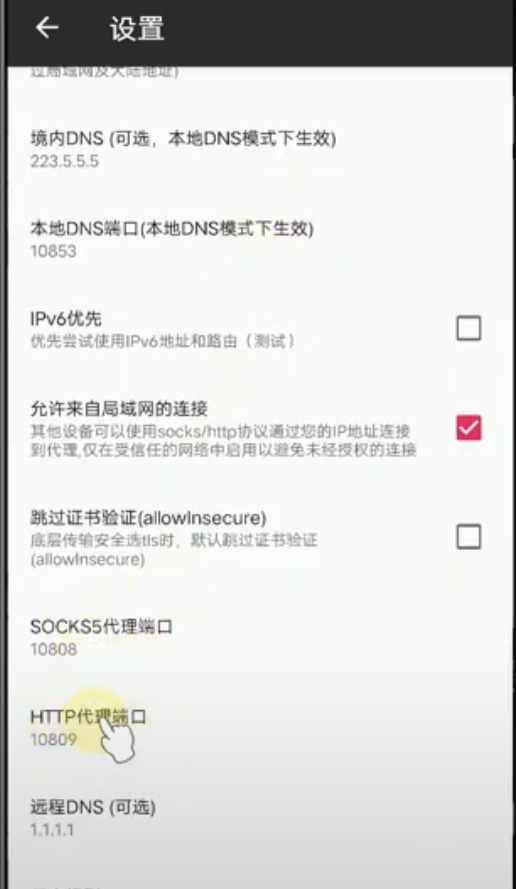 设置
过局域网及大陆地址)
境内DNS (可选，本地DNS模式下生效)
223.5.5.5
本地DNS端口(本地DNS模式下生效)
10853
IPv6优先
优先尝试使用IPv6地址和路由（测试）
允许来自局域网的连接
其他设备可以使用socks/http协议通过您的IP地址连接
到代理,仅在受信任的网络中启用以避免未经授权的连接
跳过证书验证(allowInsecure)
底层传输安全选tls时，默认跳过证书验证
(allowInsecure)
SOCKS5代理端口
10808
HTTP代理端口
10809
远程DNS (可选)
1.1.1.1